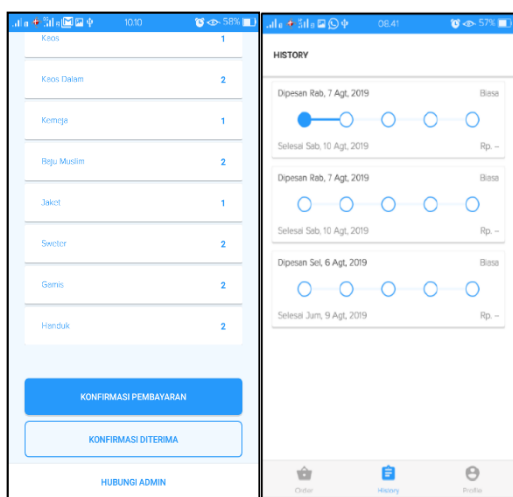 10.10
58%
Kaos 1
Kaos Dalam 2
Kemeja 1
Baju Muslim 2
Jaket 1
Sweter 2
Gamis 2
Handuk 2
KONFIRMASI PEMBAYARAN
KONFIRMASI DITERIMA
HUBUNGI ADMIN
08.41
57%
HISTORY
Dipesan Rab, 7 Agt, 2019 Biasa
Selesai Sab, 10 Agt, 2019 Rp. –
Dipesan Rab, 7 Agt, 2019 Biasa
Selesai Sab, 10 Agt, 2019 Rp. –
Dipesan Sel, 6 Agt, 2019 Biasa
Selesai Jum, 9 Agt, 2019 Rp. –
Order History Profile